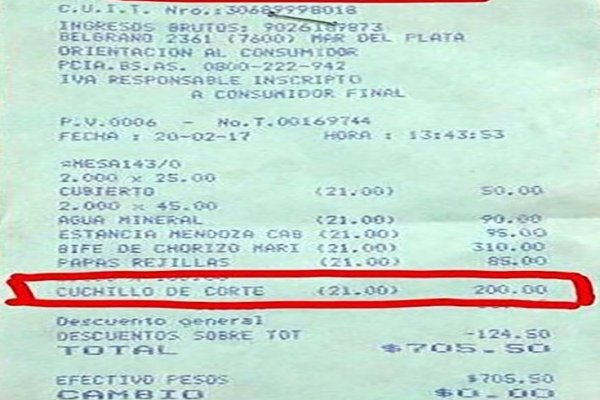 C.U.I.T. Nro.:30689998018
INGRESOS BRUTOS: 9026189873
BELGRANO 2361 (7600) MAR DEL PLATA
ORIENTACION AL CONSUMIDOR
PCIA.BS.AS. 0800-222-942
IVA RESPONSABLE INSCRIPTO
A CONSUMIDOR FINAL
P.V.0006 - No.T.00169744
FECHA : 20-02-17 HORA : 13:43:53
*MESA143/0
2.000 x 25.00
CUBIERTO (21.00) 50.00
2.000 x 45.00
AGUA MINERAL (21.00) 90.00
ESTANCIA MENDOZA CAB (21.00) 95.00
BIFE DE CHORIZO MARI (21.00) 310.00
PAPAS REJILLAS (21.00) 85.00
CUCHILLO DE CORTE (21.00) 200.00
Descuento general
DESCUENTOS SOBRE TOT -124.50
TOTAL $705.50
EFECTIVO PESOS $705.50
CAMBIO $0.00